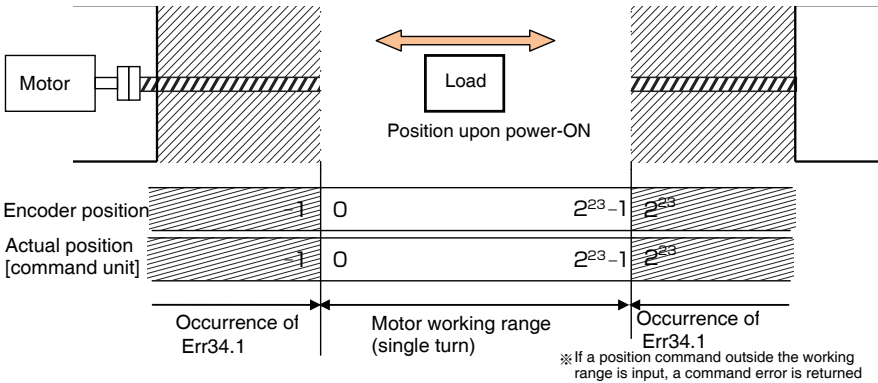 Motor
Load
Position upon power-ON
Encoder position
-1 0 2²³-1 2²³
Actual position
[command unit]
-1 0 2²³-1 2²³
Occurrence of
Err34.1
Motor working range
(single turn)
Occurrence of
Err34.1
※If a position command outside the working
range is input, a command error is returned